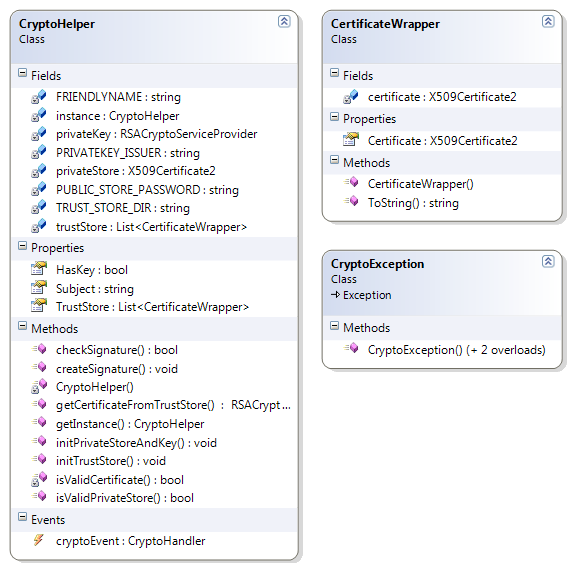 CryptoHelper
Class
Fields
FRIENDLYNAME : string
instance : CryptoHelper
privateKey : RSACryptoServiceProvider
PRIVATEKEY_ISSUER : string
privateStore : X509Certificate2
PUBLIC_STORE_PASSWORD : string
TRUST_STORE_DIR : string
trustStore : List<CertificateWrapper>
Properties
HasKey : bool
Subject : string
TrustStore : List<CertificateWrapper>
Methods
checkSignature() : bool
createSignature() : void
CryptoHelper()
getCertificateFromTrustStore() : RSACrypt...
getInstance() : CryptoHelper
initPrivateStoreAndKey() : void
initTrustStore() : void
isValidCertificate() : bool
isValidPrivateStore() : bool
Events
cryptoEvent : CryptoHandler
CertificateWrapper
Class
Fields
certificate : X509Certificate2
Properties
Certificate : X509Certificate2
Methods
CertificateWrapper()
ToString() : string
CryptoException
Class
Exception
Methods
CryptoException() (+ 2 overloads)